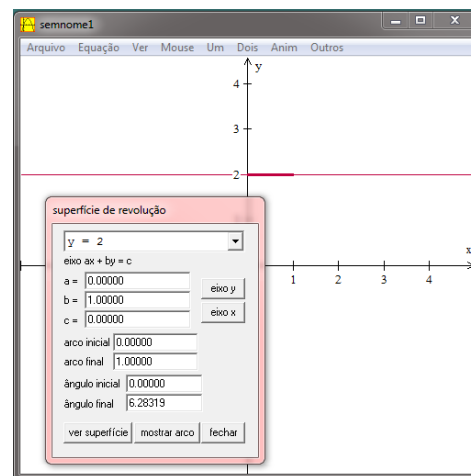 semnome1
Arquivo Equação Ver Mouse Um Dois Anim Outros
y
4
3
2
x
1 2 3 4
superfície de revolução
y = 2
eixo ax + by = c
a = 0.00000
eixo y
b = 1.00000
eixo x
c = 0.00000
arco inicial 0.00000
arco final 1.00000
ângulo inicial 0.00000
ângulo final 6.28319
ver superfície mostrar arco fechar